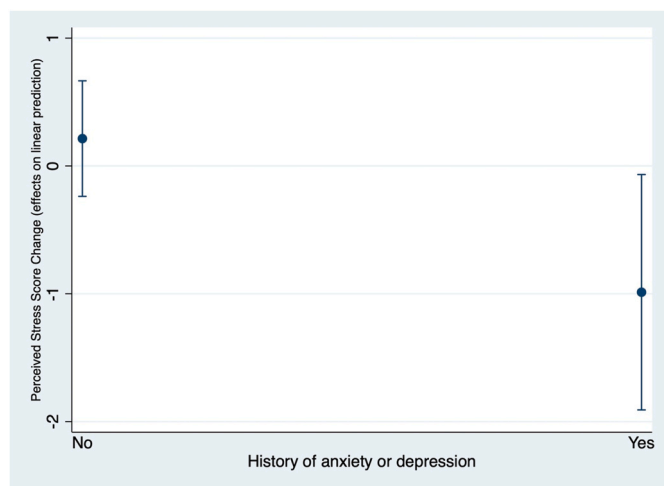 Perceived Stress Score Change (effects on linear prediction)
1
0
-1
-2
No
Yes
History of anxiety or depression